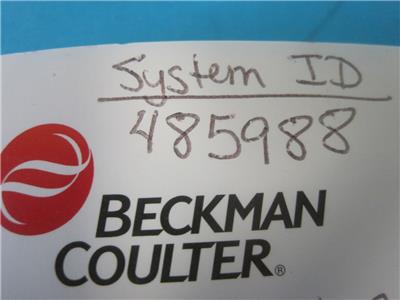 System ID
485988
BECKMAN
COULTER®